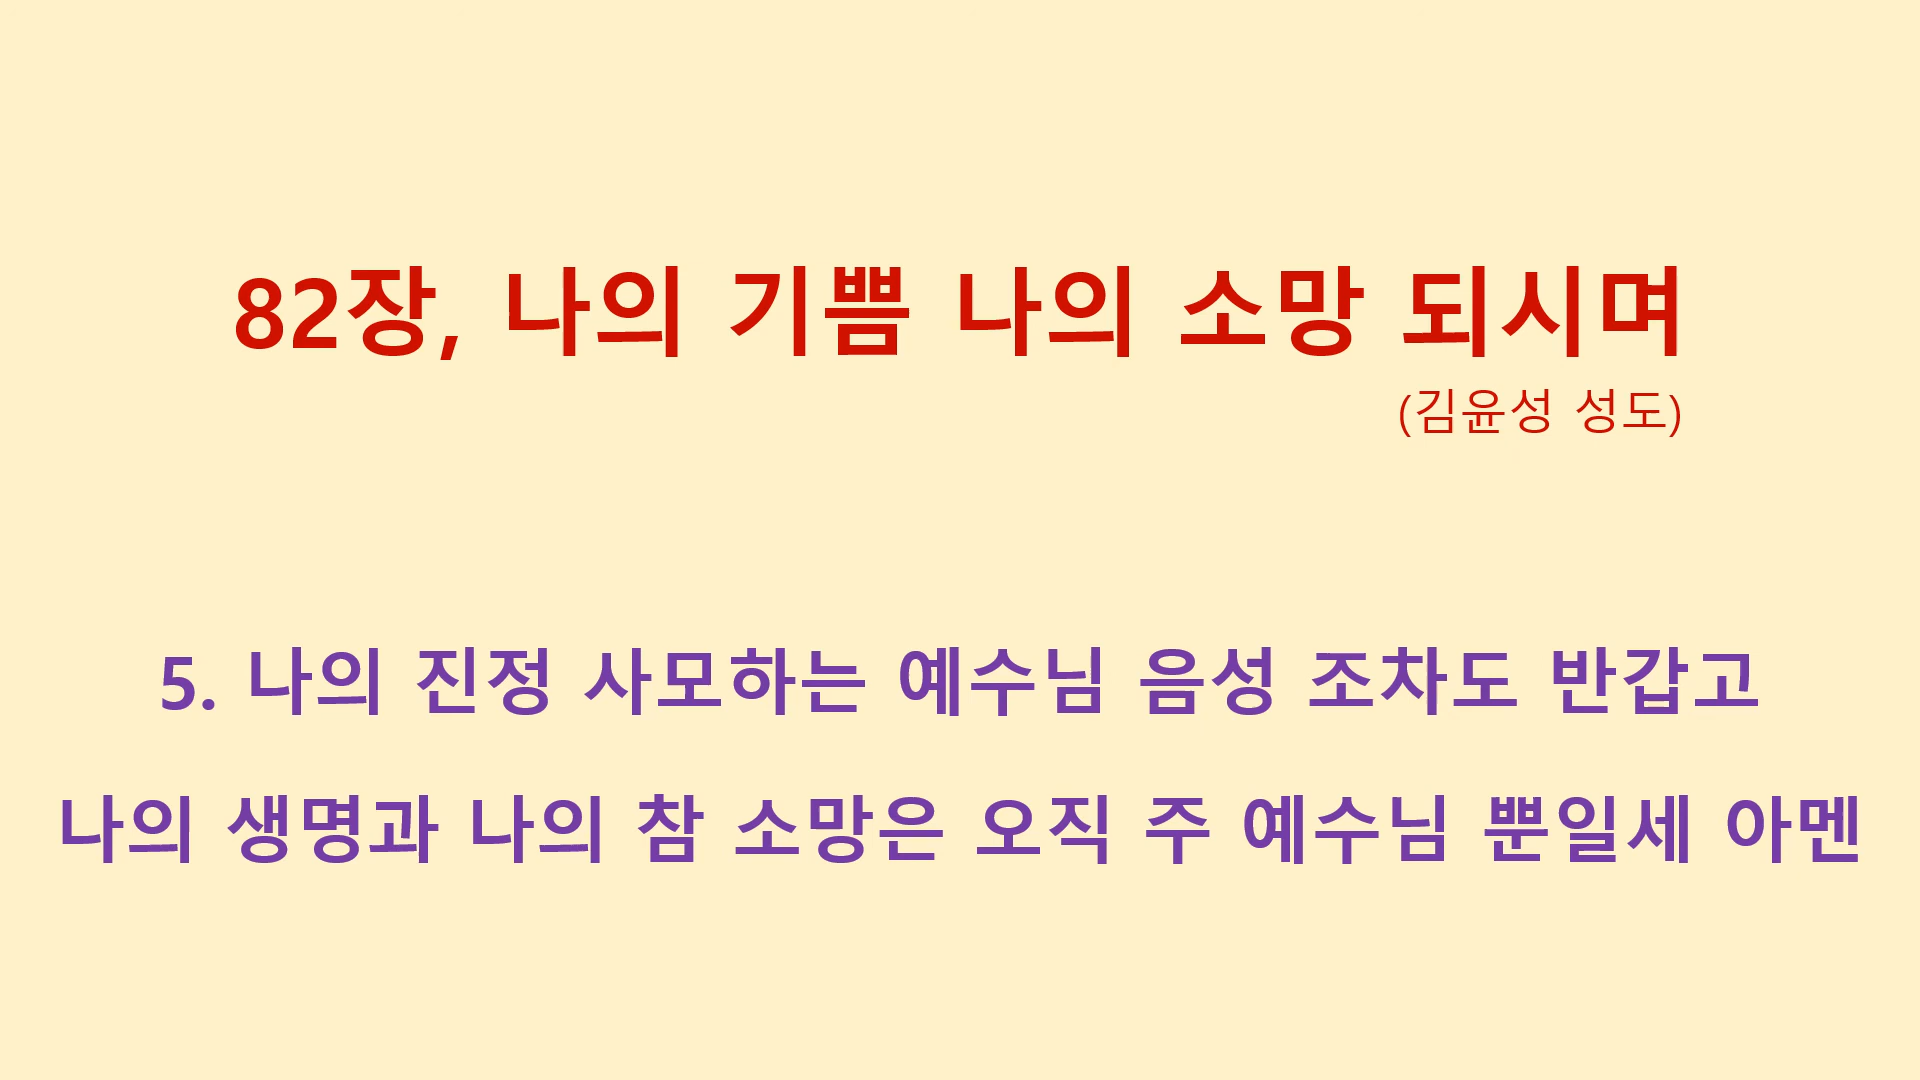 82장, 나의 기쁨 나의 소망 되시며
(김윤성 성도)
5. 나의 진정 사모하는 예수님 음성 조차도 반갑고
나의 생명과 나의 참 소망은 오직 주 예수님 뿐일세 아멘